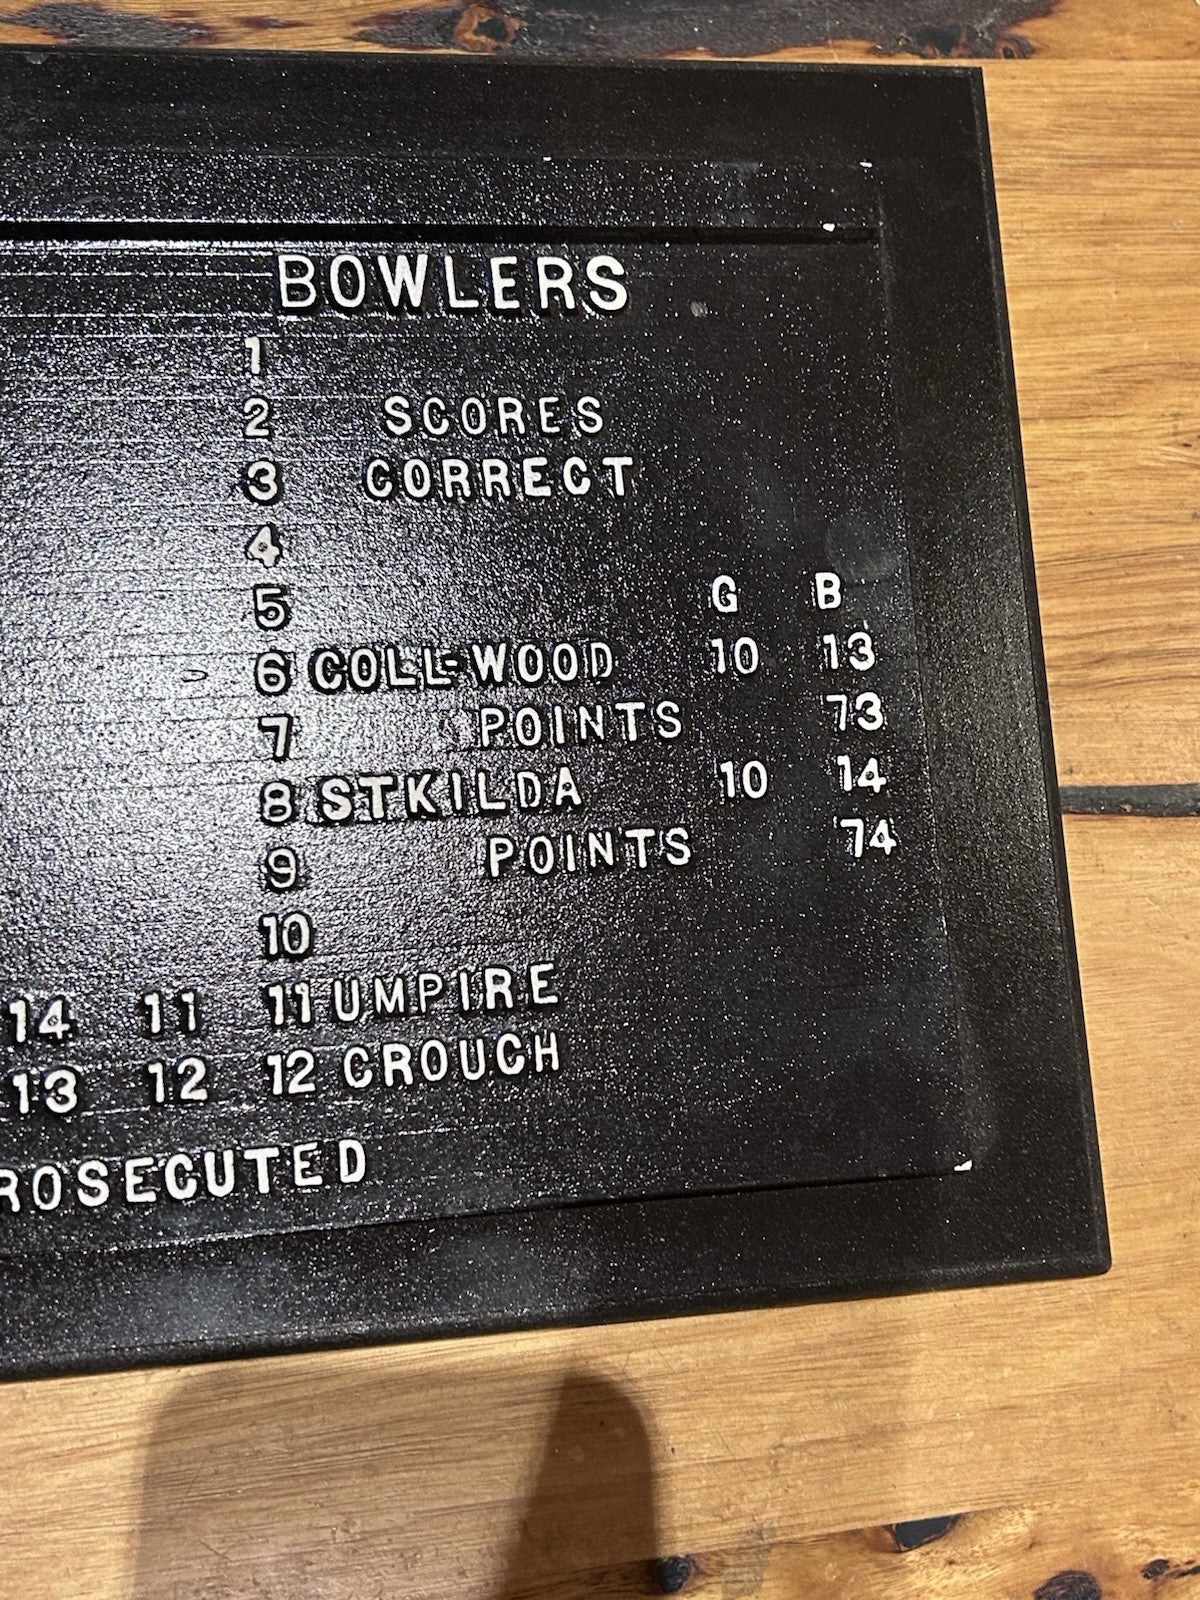 BOWLERS
1
2 SCORES
3 CORRECT
4
5 G B
6 COLL-WOOD 10 13
7 POINTS 73
8 STKILDA 10 14
9 POINTS 74
10
14 11 11 UMPIRE
13 12 12 CROUCH
ROSECUTED